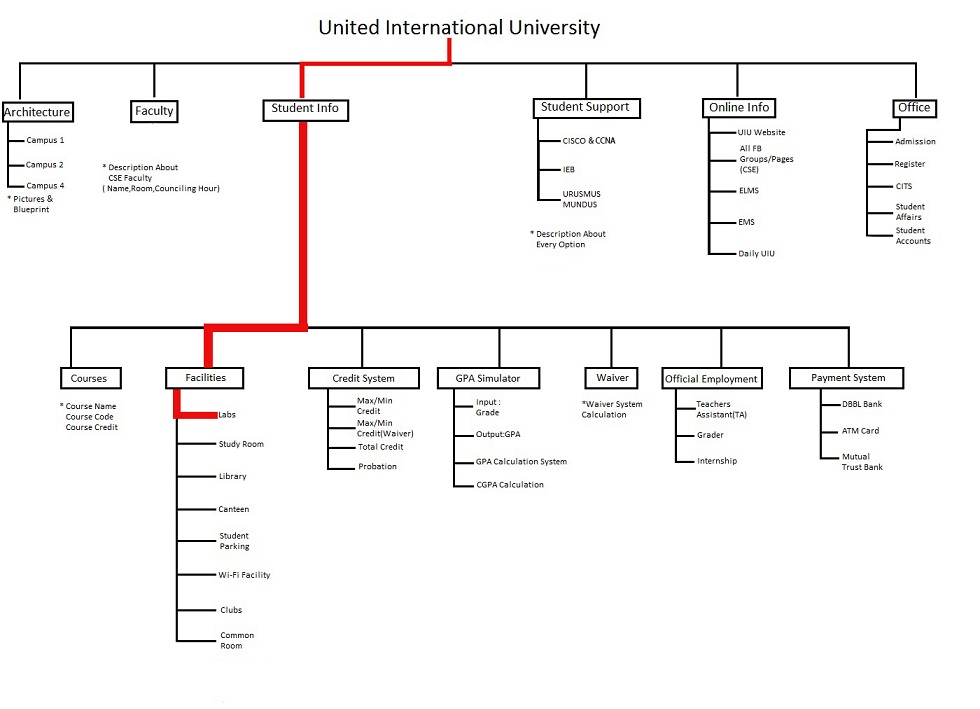 United International University
Architecture
Campus 1
Campus 2
Campus 4
* Pictures &
Blueprint
Faculty
* Description About
CSE Faculty
( Name,Room,Counciling Hour)
Student Info
Student Support
CISCO & CCNA
IEB
URUSMUS
MUNDUS
* Description About
Every Option
Online Info
UIU Website
All FB
Groups/Pages
(CSE)
ELMS
EMS
Daily UIU
Office
Admission
Register
CITS
Student
Affairs
Student
Accounts
Courses
* Course Name
Course Code
Course Credit
Facilities
Labs
Study Room
Library
Canteen
Student
Parking
Wi-Fi Facility
Clubs
Common
Room
Credit System
Max/Min
Credit
Max/Min
Credit(Waiver)
Total Credit
Probation
GPA Simulator
Input :
Grade
Output:GPA
GPA Calculation System
CGPA Calculation
Waiver
*Waiver System
Calculation
Official Employment
Teachers
Assistant(TA)
Grader
Internship
Payment System
DBBL Bank
ATM Card
Mutual
Trust Bank